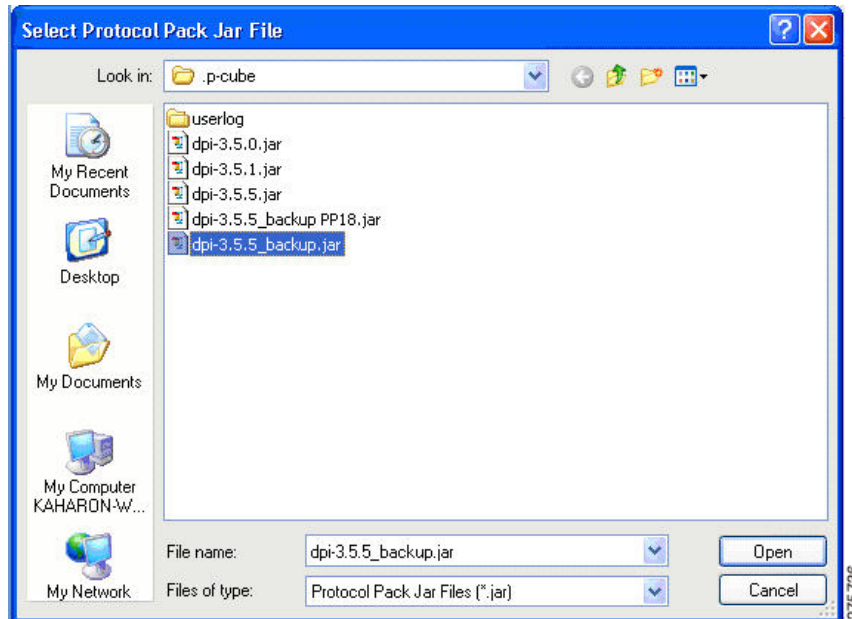 Select Protocol Pack Jar File
Look in:
.p-cube
userlog
dpi-3.5.0.jar
dpi-3.5.1.jar
dpi-3.5.5.jar
dpi-3.5.5_backup PP18.jar
dpi-3.5.5_backup.jar
My Recent
Documents
Desktop
My Documents
My Computer
KAHARON-W...
My Network
File name:
dpi-3.5.5_backup.jar
Open
Files of type:
Protocol Pack Jar Files (*.jar)
Cancel